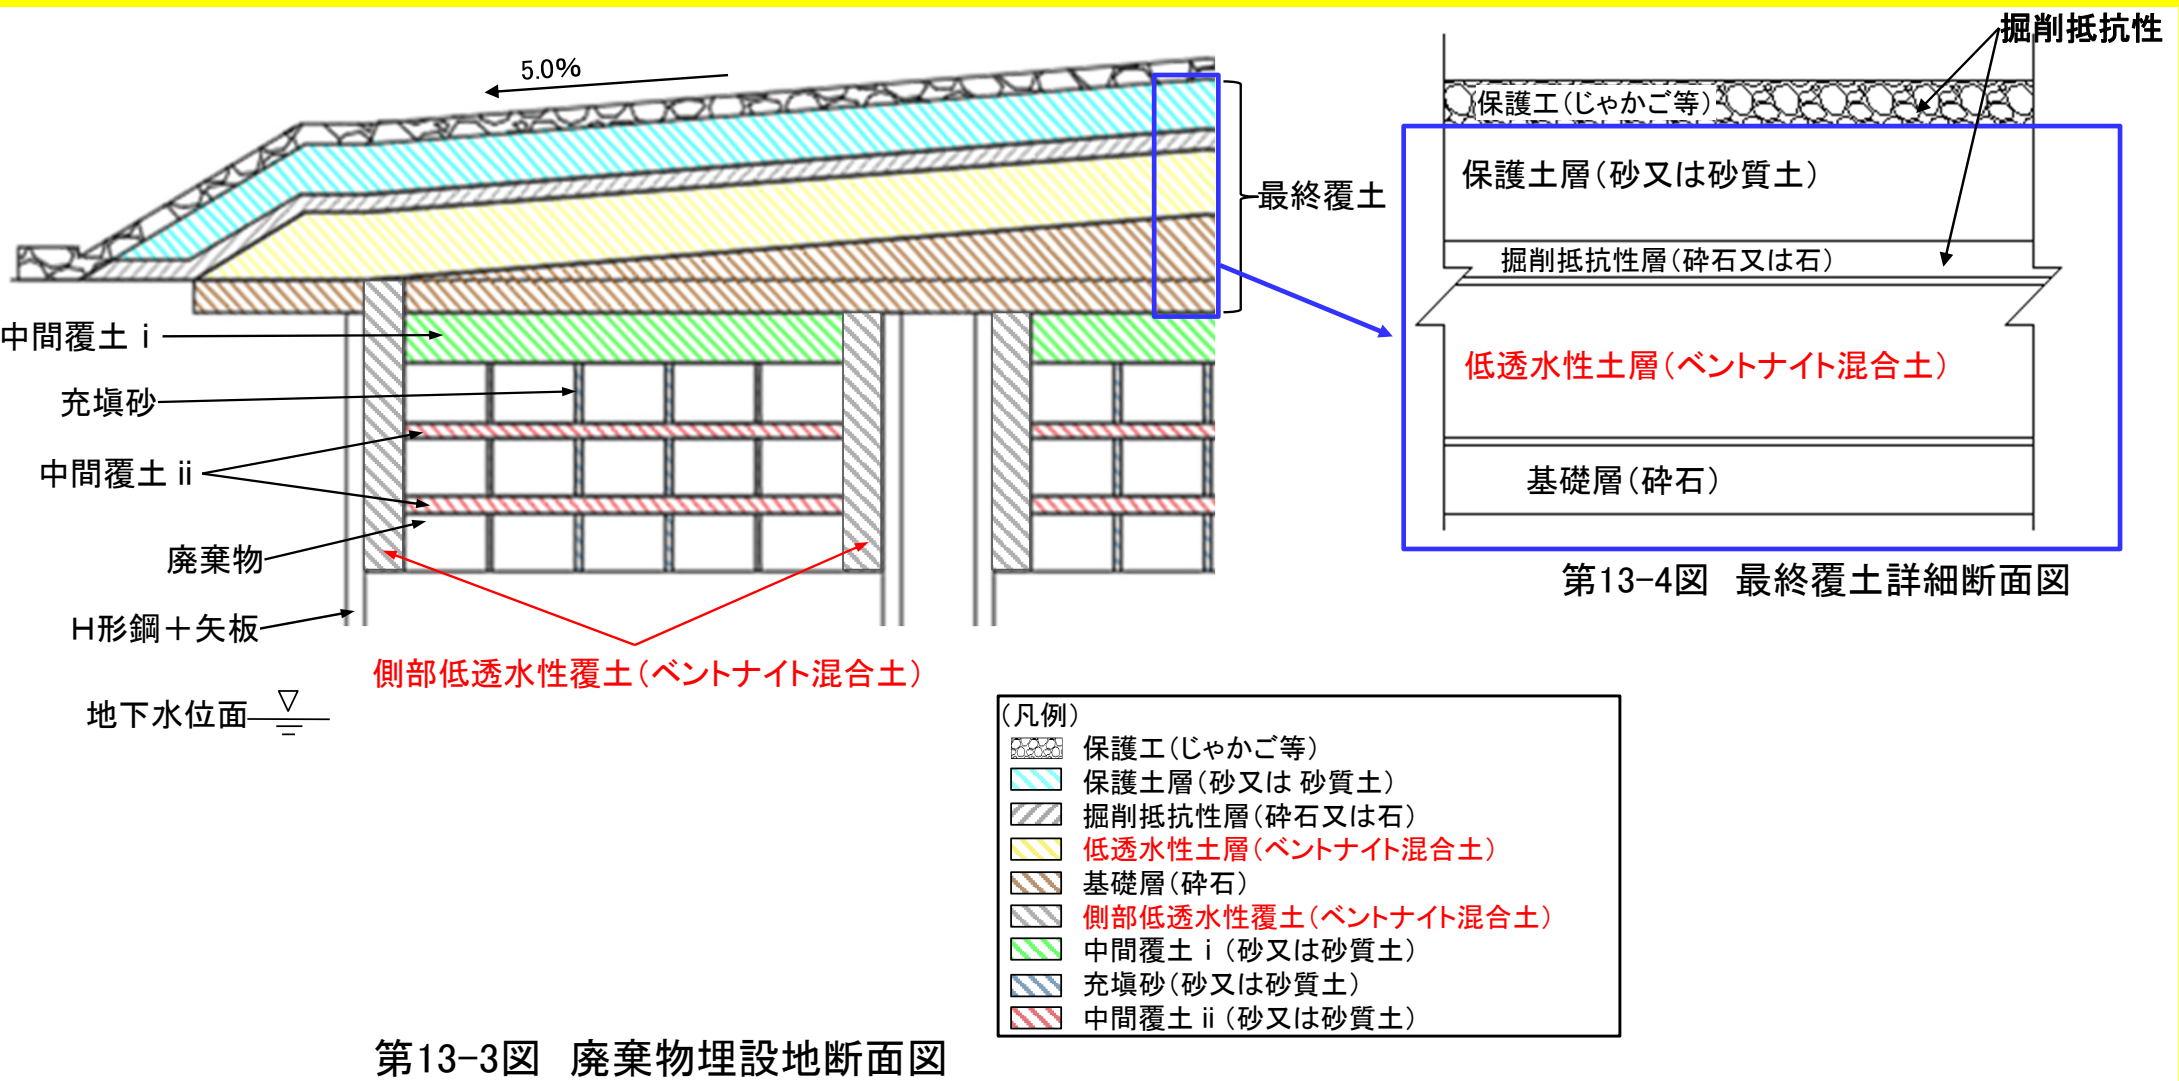 5.0%
最終覆土
中間覆土ⅰ
充塡砂
中間覆土ⅱ
廃棄物
H形鋼+矢板
側部低透水性覆土(ベントナイト混合土)
地下水位面
第13-3図 廃棄物埋設地断面図
掘削抵抗性
保護工(じゃかご等)
保護土層(砂又は砂質土)
掘削抵抗性層(砕石又は石)
低透水性土層(ベントナイト混合土)
基礎層(砕石)
第13-4図 最終覆土詳細断面図
(凡例)
保護工(じゃかご等)
保護土層(砂又は 砂質土)
掘削抵抗性層(砕石又は石)
低透水性土層(ベントナイト混合土)
基礎層(砕石)
側部低透水性覆土(ベントナイト混合土)
中間覆土ⅰ(砂又は砂質土)
充塡砂(砂又は砂質土)
中間覆土ⅱ(砂又は砂質土)